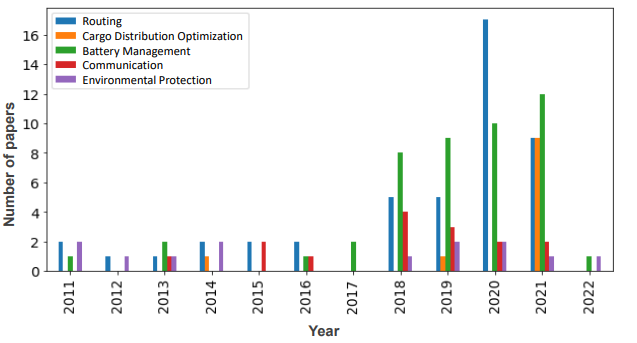 Routing
Cargo Distribution Optimization
Battery Management
Communication
Environmental Protection
16
14
12
10
8
6
4
2
0
Number of papers
2011 2012 2013 2014 2015 2016 2017 2018 2019 2020 2021 2022
Year